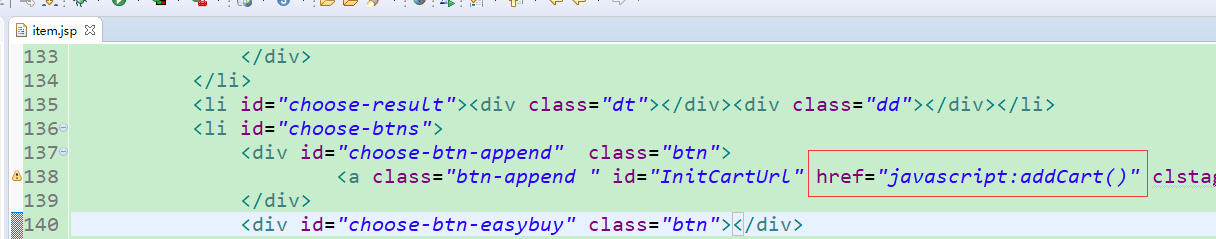 item.jsp
133 </div>
134 </li>
135 <li id="choose-result"><div class="dt"></div><div class="dd"></div></li>
136 <li id="choose-btns">
137 <div id="choose-btn-append"  class="btn">
138 <a class="btn-append " id="InitCartUrl" href="javascript:addCart()" clstag
139 </div>
140 <div id="choose-btn-easybuy" class="btn"></div>